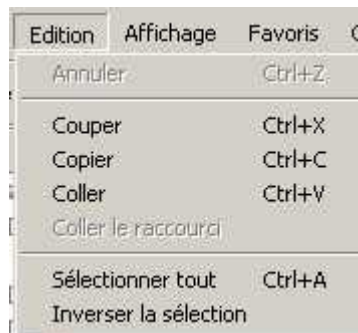 Edition Affichage Favoris
Annuler Ctrl+Z
Couper Ctrl+X
Copier Ctrl+C
Coller Ctrl+V
Coller le raccourci
Sélectionner tout Ctrl+A
Inverser la sélection